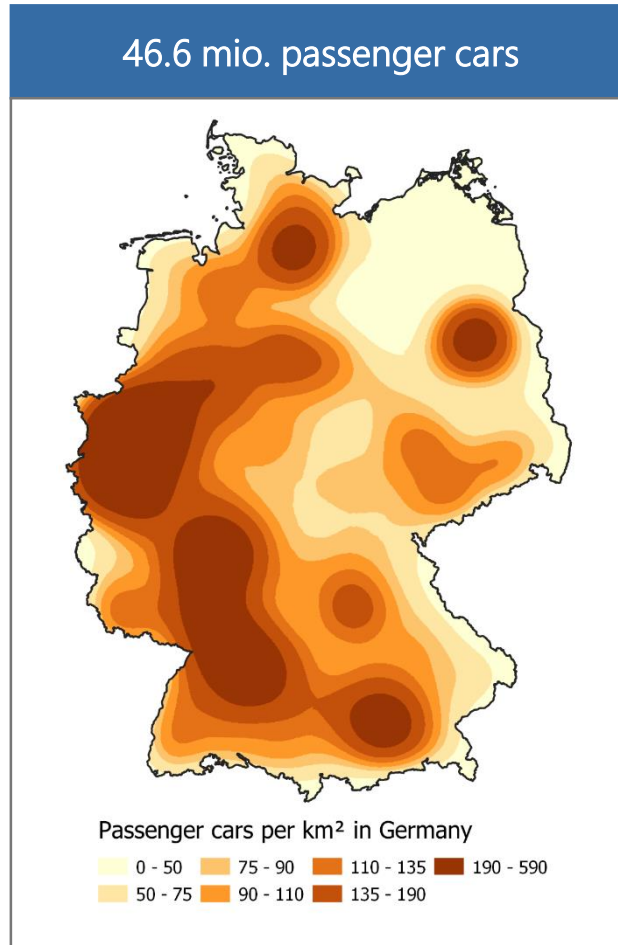 46.6 mio. passenger cars
Passenger cars per km² in Germany
0 - 50 75 - 90 110 - 135 190 - 590
50 - 75 90 - 110 135 - 190